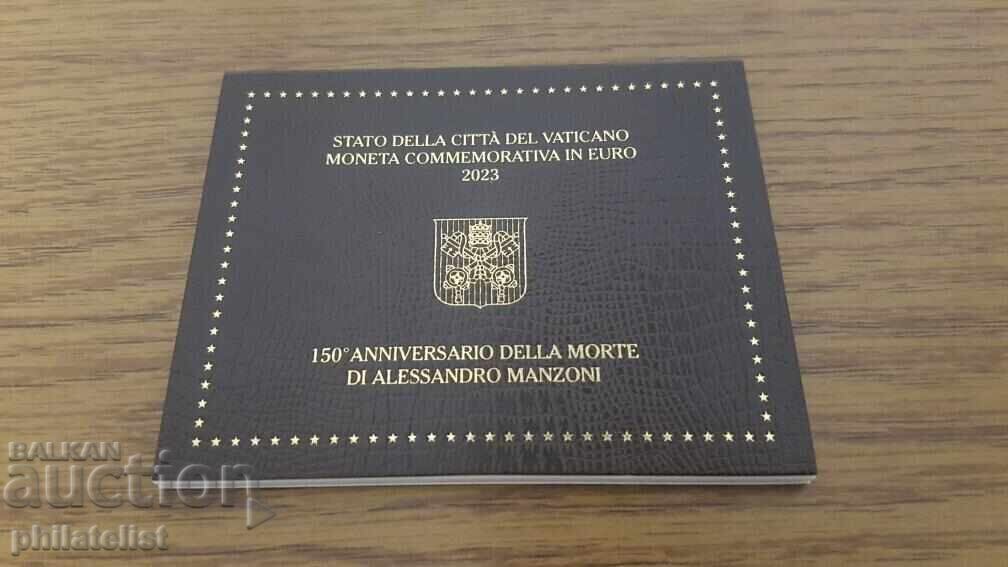 STATO DELLA CITTÀ DEL VATICANO
MONETA COMMEMORATIVA IN EURO
2023
150° ANNIVERSARIO DELLA MORTE
DI ALESSANDRO MANZONI
BALKAN
auction
philatelist